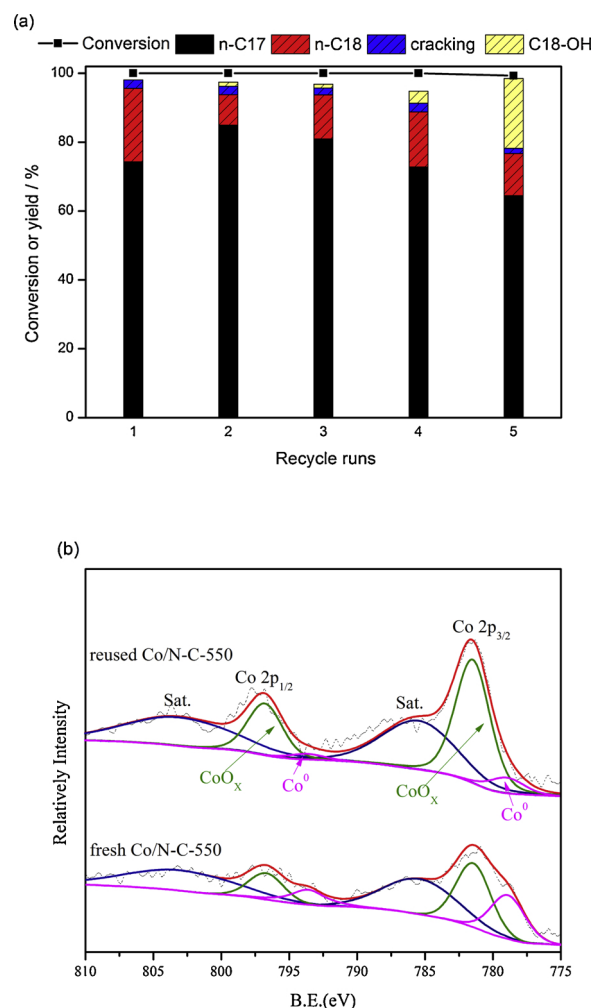 (a)
Conversion n-C17 n-C18 cracking C18-OH
100
80
60
40
20
0
Conversion or yield / %
1 2 3 4 5
Recycle runs
(b)
Co 2p3/2
reused Co/N-C-550
Co 2p1/2
Sat. Sat.
CoOX Co0 CoOX Co0
fresh Co/N-C-550
Relatively Intensity
810 805 800 795 790 785 780 775
B.E.(eV)